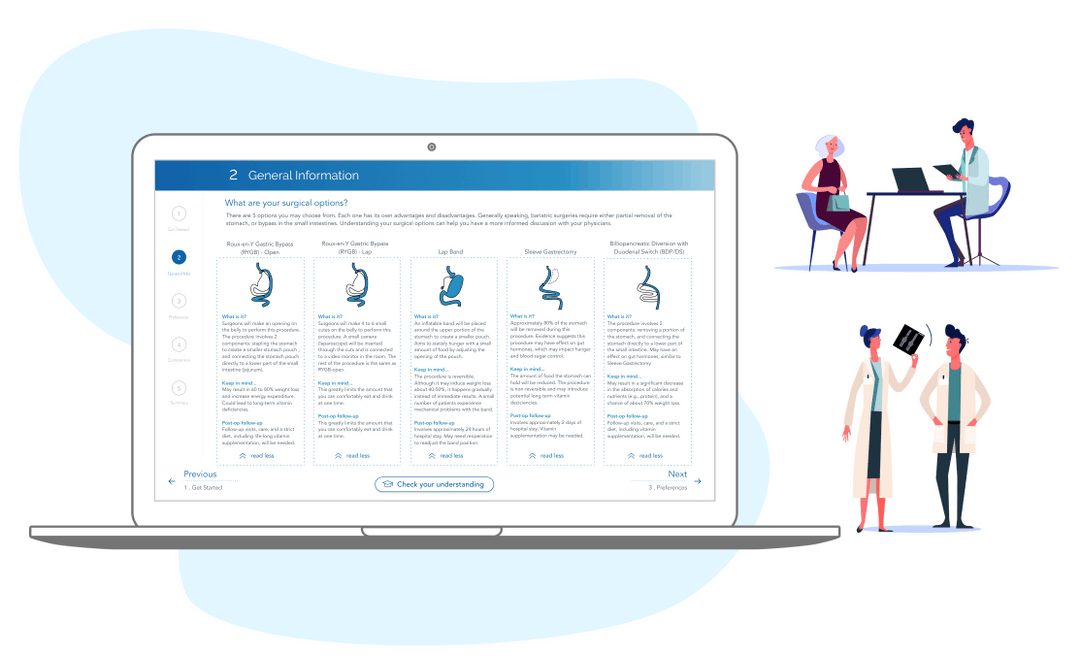 2 General Information
What are your surgical options?
There are 5 options you may choose from. Each one has its own advantages and disadvantages. Generally speaking, bariatric surgeries require either partial removal of the
stomach, or bypass in the small instestines. Understanding your surgical options can help you have a more informed discussion with your physicians.
1
Get Started
2
3
Preferences
4
5
Summary
Roux-en-Y Gastric Bypass
(RYGB) - Open
What is it?
Surgeons will make an opening on
the belly to perform this procedure.
The procedure involves 2
components: stapling the stomach
to create a smaller stomach pouch,
and connecting the stomach pouch
directly to a lower part of the small
intestine (jejunum).
Keep in mind...
May result in 60 to 80% weight loss
and increase energy expenditure.
Could lead to long-term vitamin
deficiencies.
Post-op follow-up
Follow-up visits, care, and a strict
diet, including life-long vitamin
supplementation, will be needed.
read less
Roux-en-Y Gastric Bypass
(RYGB) - Lap
What is it?
Surgeons will make 4 to 6 small
cuts on the belly to perform this
procedure. A small camera
(laparoscope) will be inserted
through the cuts and is connected
to a video monitor in the room. The
rest of the procedure is the same as
RYGB-open.
Keep in mind...
This greatly limits the amount that
you can comfortably eat and drink
at one time.
Post-op follow-up
This greatly limits the amount that
you can comfortably eat and drink
at one time.
read less
Lap Band
What is it?
An inflatable band will be placed
around the upper portion of the
stomach to create a smaller pouch.
Aims to satisfy hunger with a small
amount of food by adjusting the
opening of the pouch.
Keep in mind...
The procedure is reversible.
Although it may induce weight loss
about 40-50%, it happens gradually
instead of immediate results. A small
number of patients experience
mechanical problems with the band.
Post-op follow-up
Involves approximately 24 hours of
hospital stay. May need reoperation
to readjust the band position.
read less
Sleeve Gastrectomy
What is it?
Approximately 80% of the stomach
will be removed during this
procedure. Evidence suggests this
procedure may have effect on gut
hormones, which may impact hunger
and blood sugar control.
Keep in mind...
The amount of food the stomach can
hold will be reduced. The procedure
is non-reversible and may introduce
potential long-term vitamin
deficiencies.
Post-op follow-up
Involves approximately 2 days of
hospital stay. Vitamin
supplementation may be needed.
read less
Billiopancreatic Diversion with
Duodenal Switch (BDP/DS)
What is it?
The procedure involves 2
components: removing a portion of
the stomach and connecting the
stomach directly to a lower part of
the small intestine. May have an
effect on gut hormones, similar to
Sleeve Gastrectomy.
Keep in mind...
May result in a significant decrease
in the absorption of calories and
nutrients (e.g., protein), and a
chance of about 70% weight loss.
Post-op follow-up
Follow-up visits, care, and a strict
diet, including life-long vitamin
supplementation, will be needed.
read less
Previous
1 . Get Started
Check your understanding
Next
3 . Preferences